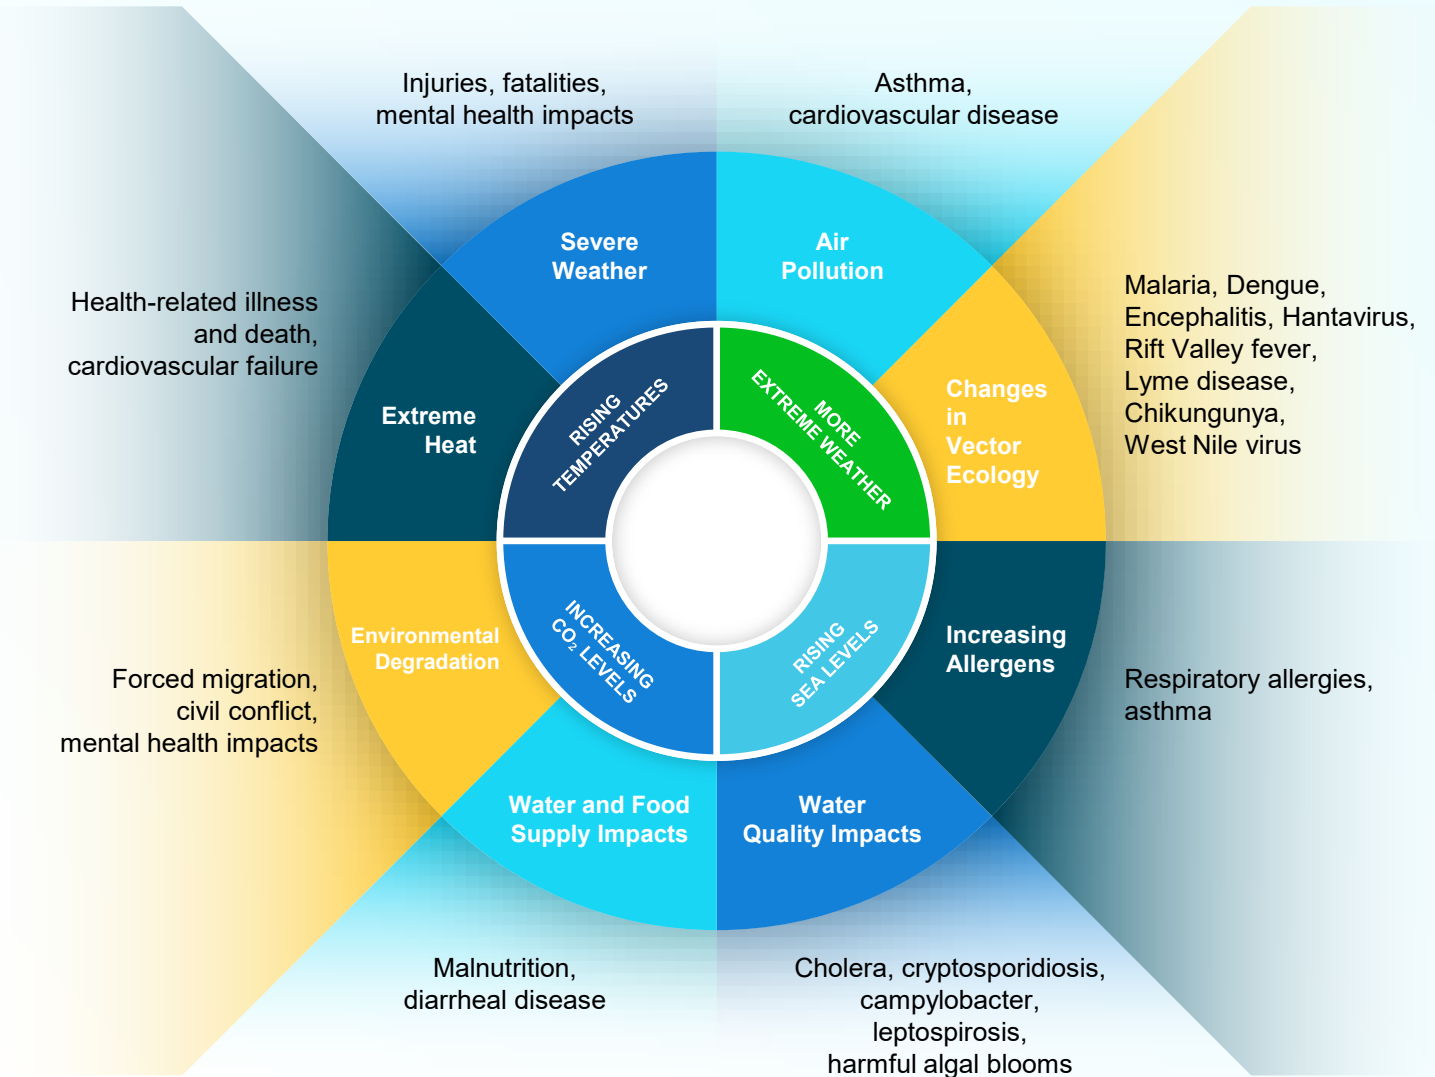 Injuries, fatalities,
mental health impacts
Asthma,
cardiovascular disease
Severe
Weather
Air
Pollution
Health-related illness
and death,
cardiovascular failure
Extreme
Heat
Changes
in
Vector
Ecology
Malaria, Dengue,
Encephalitis, Hantavirus,
Rift Valley fever,
Lyme disease,
Chikungunya,
West Nile virus
RISING
TEMPERATURES
MORE
EXTREME WEATHER
INCREASING
CO₂ LEVELS
RISING
SEA LEVELS
Environmental
Degradation
Increasing
Allergens
Forced migration,
civil conflict,
mental health impacts
Respiratory allergies,
asthma
Water and Food
Supply Impacts
Water
Quality Impacts
Malnutrition,
diarrheal disease
Cholera, cryptosporidiosis,
campylobacter,
leptospirosis,
harmful algal blooms